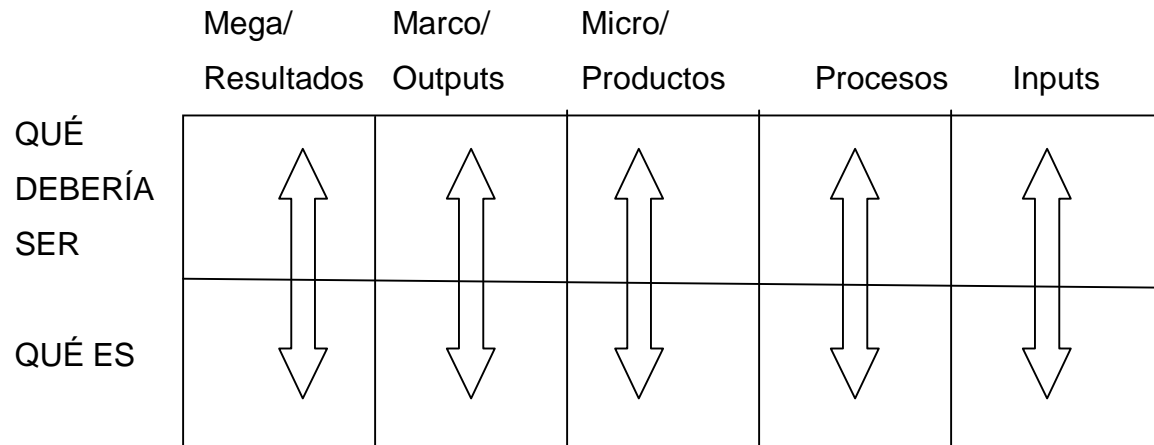 Mega/ Marco/ Micro/
Resultados Outputs Productos Procesos Inputs
QUÉ
DEBERÍA
SER
QUÉ ES